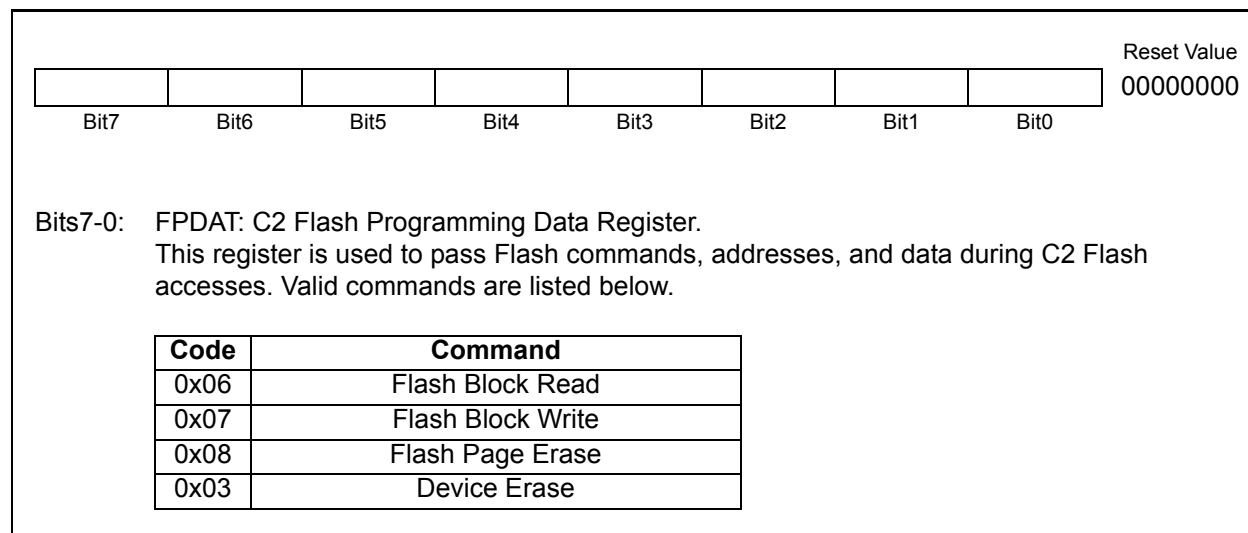 Reset Value
00000000
Bit7 Bit6 Bit5 Bit4 Bit3 Bit2 Bit1 Bit0
Bits7-0: FPDAT: C2 Flash Programming Data Register.
This register is used to pass Flash commands, addresses, and data during C2 Flash
accesses. Valid commands are listed below.
Code Command
0x06 Flash Block Read
0x07 Flash Block Write
0x08 Flash Page Erase
0x03 Device Erase